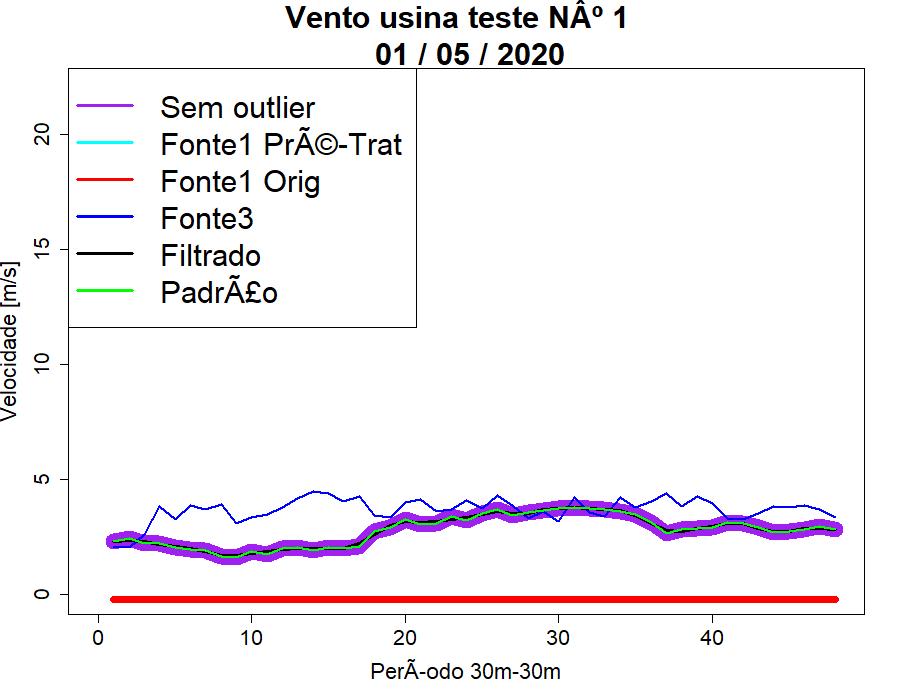 Vento usina teste NÂº 1
01 / 05 / 2020
Sem outlier
Fonte1 PrÃ©-Trat
Fonte1 Orig
Fonte3
Filtrado
PadrÃ£o
Velocidade [m/s]
20
15
10
5
0
0 10 20 30 40
PerÃ-odo 30m-30m